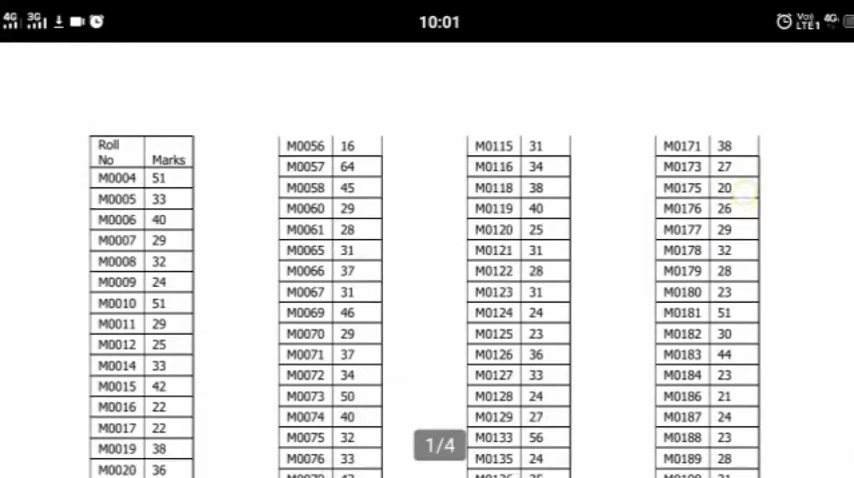 4G 3G 10:01 Vo)) LTE1 4G
Roll No Marks
M0004 51
M0005 33
M0006 40
M0007 29
M0008 32
M0009 24
M0010 51
M0011 29
M0012 25
M0014 33
M0015 42
M0016 22
M0017 22
M0019 38
M0020 36
M0056 16
M0057 64
M0058 45
M0060 29
M0061 28
M0065 31
M0066 37
M0067 31
M0069 46
M0070 29
M0071 37
M0072 34
M0073 50
M0074 40
M0075 32
M0076 33
M0115 31
M0116 34
M0118 38
M0119 40
M0120 25
M0121 31
M0122 28
M0123 31
M0124 24
M0125 23
M0126 36
M0127 33
M0128 24
M0129 27
M0133 56
M0135 24
M0171 38
M0173 27
M0175 20
M0176 26
M0177 29
M0178 32
M0179 28
M0180 23
M0181 51
M0182 30
M0183 44
M0184 23
M0186 21
M0187 24
M0188 23
M0189 28
1/4